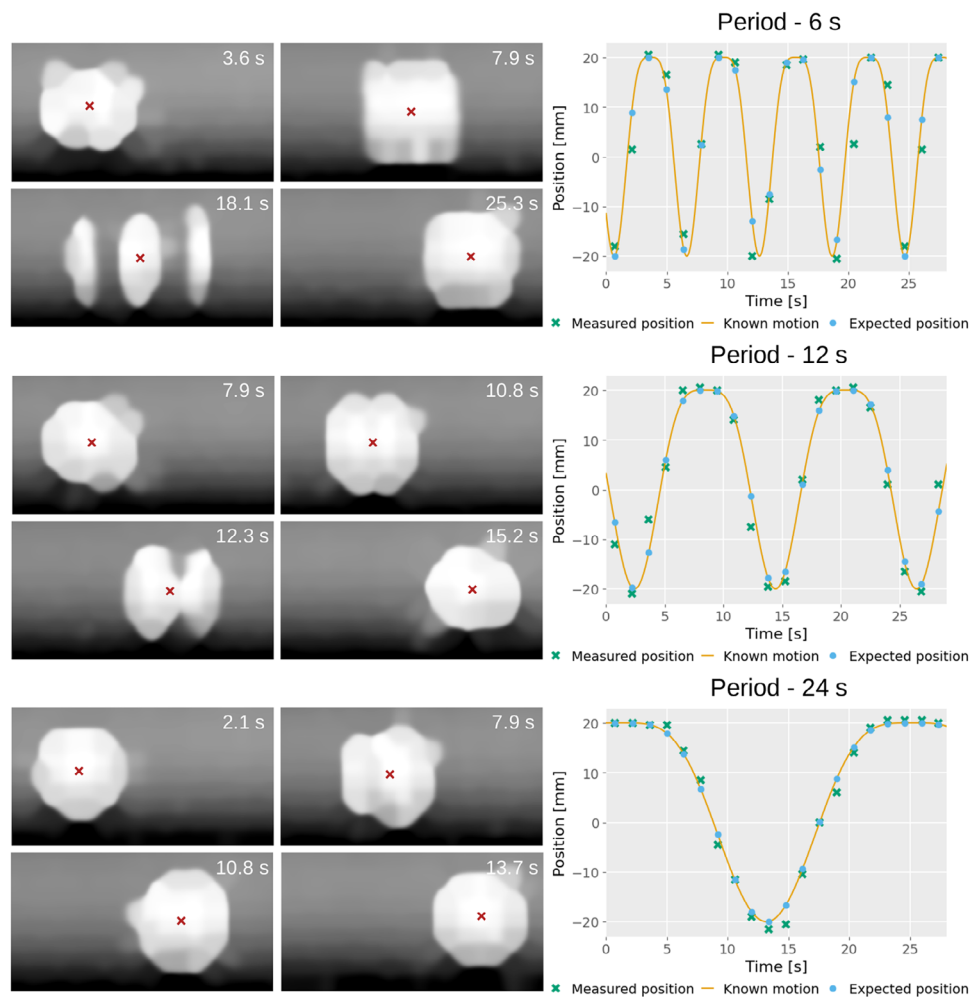 Period - 6 s
3.6 s
7.9 s
18.1 s
25.3 s
Position [mm]
20
10
0
−10
−20
0 5 10 15 20 25
Time [s]
Measured position Known motion Expected position
Period - 12 s
7.9 s
10.8 s
12.3 s
15.2 s
Position [mm]
20
10
0
−10
−20
0 5 10 15 20 25
Time [s]
Measured position Known motion Expected position
Period - 24 s
2.1 s
7.9 s
10.8 s
13.7 s
Position [mm]
20
10
0
−10
−20
0 5 10 15 20 25
Time [s]
Measured position Known motion Expected position